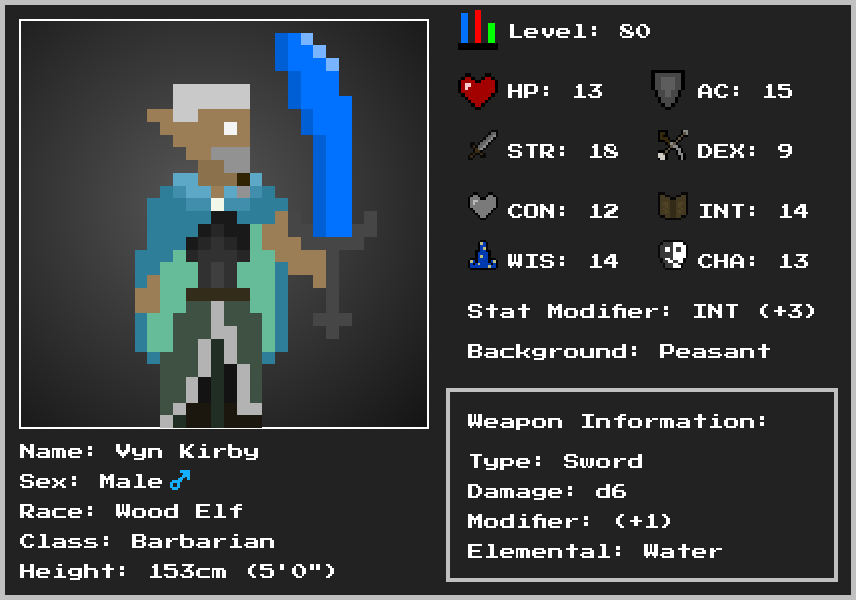 Level: 80
HP: 13
AC: 15
STR: 18
DEX: 9
CON: 12
INT: 14
WIS: 14
CHA: 13
Stat Modifier: INT (+3)
Background: Peasant
Weapon Information:
Type: Sword
Damage: d6
Modifier: (+1)
Elemental: Water
Name: Vyn Kirby
Sex: Male ♂
Race: Wood Elf
Class: Barbarian
Height: 153cm (5'0")